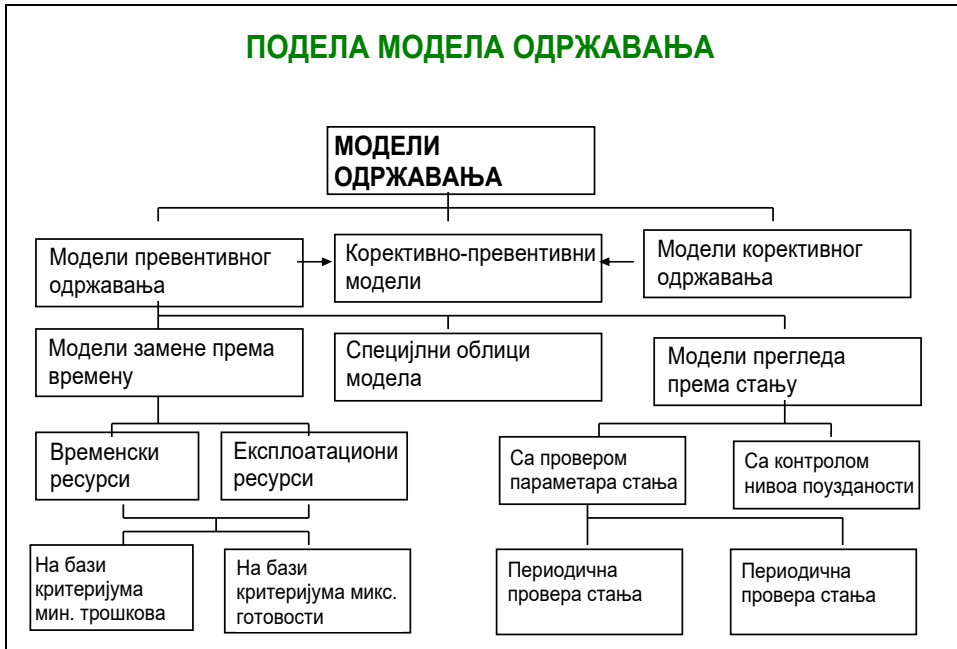 ПОДЕЛА МОДЕЛА ОДРЖАВАЊА
МОДЕЛИ
ОДРЖАВАЊА
Модели превентивног
одржавања
Корективно-превентивни
модели
Модели корективног
одржавања
Модели замене према
времену
Специјлни облици
модела
Модели прегледа
према стању
Временски
ресурси
Експлоатациони
ресурси
Са провером
параметара стања
Са контролом
нивоа поузданости
На бази
критеријума
мин. трошкова
На бази
критеријума микс.
готовости
Периодична
провера стања
Периодична
провера стања